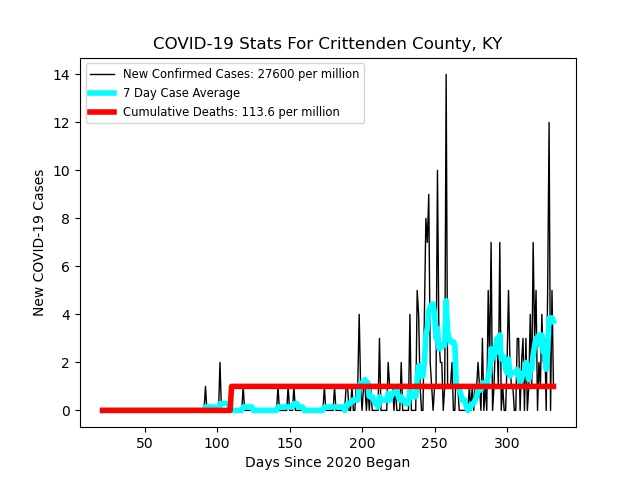 COVID-19 Stats For Crittenden County, KY
New Confirmed Cases: 27600 per million
7 Day Case Average
Cumulative Deaths: 113.6 per million
New COVID-19 Cases
14
12
10
8
6
4
2
0
50 100 150 200 250 300
Days Since 2020 Began